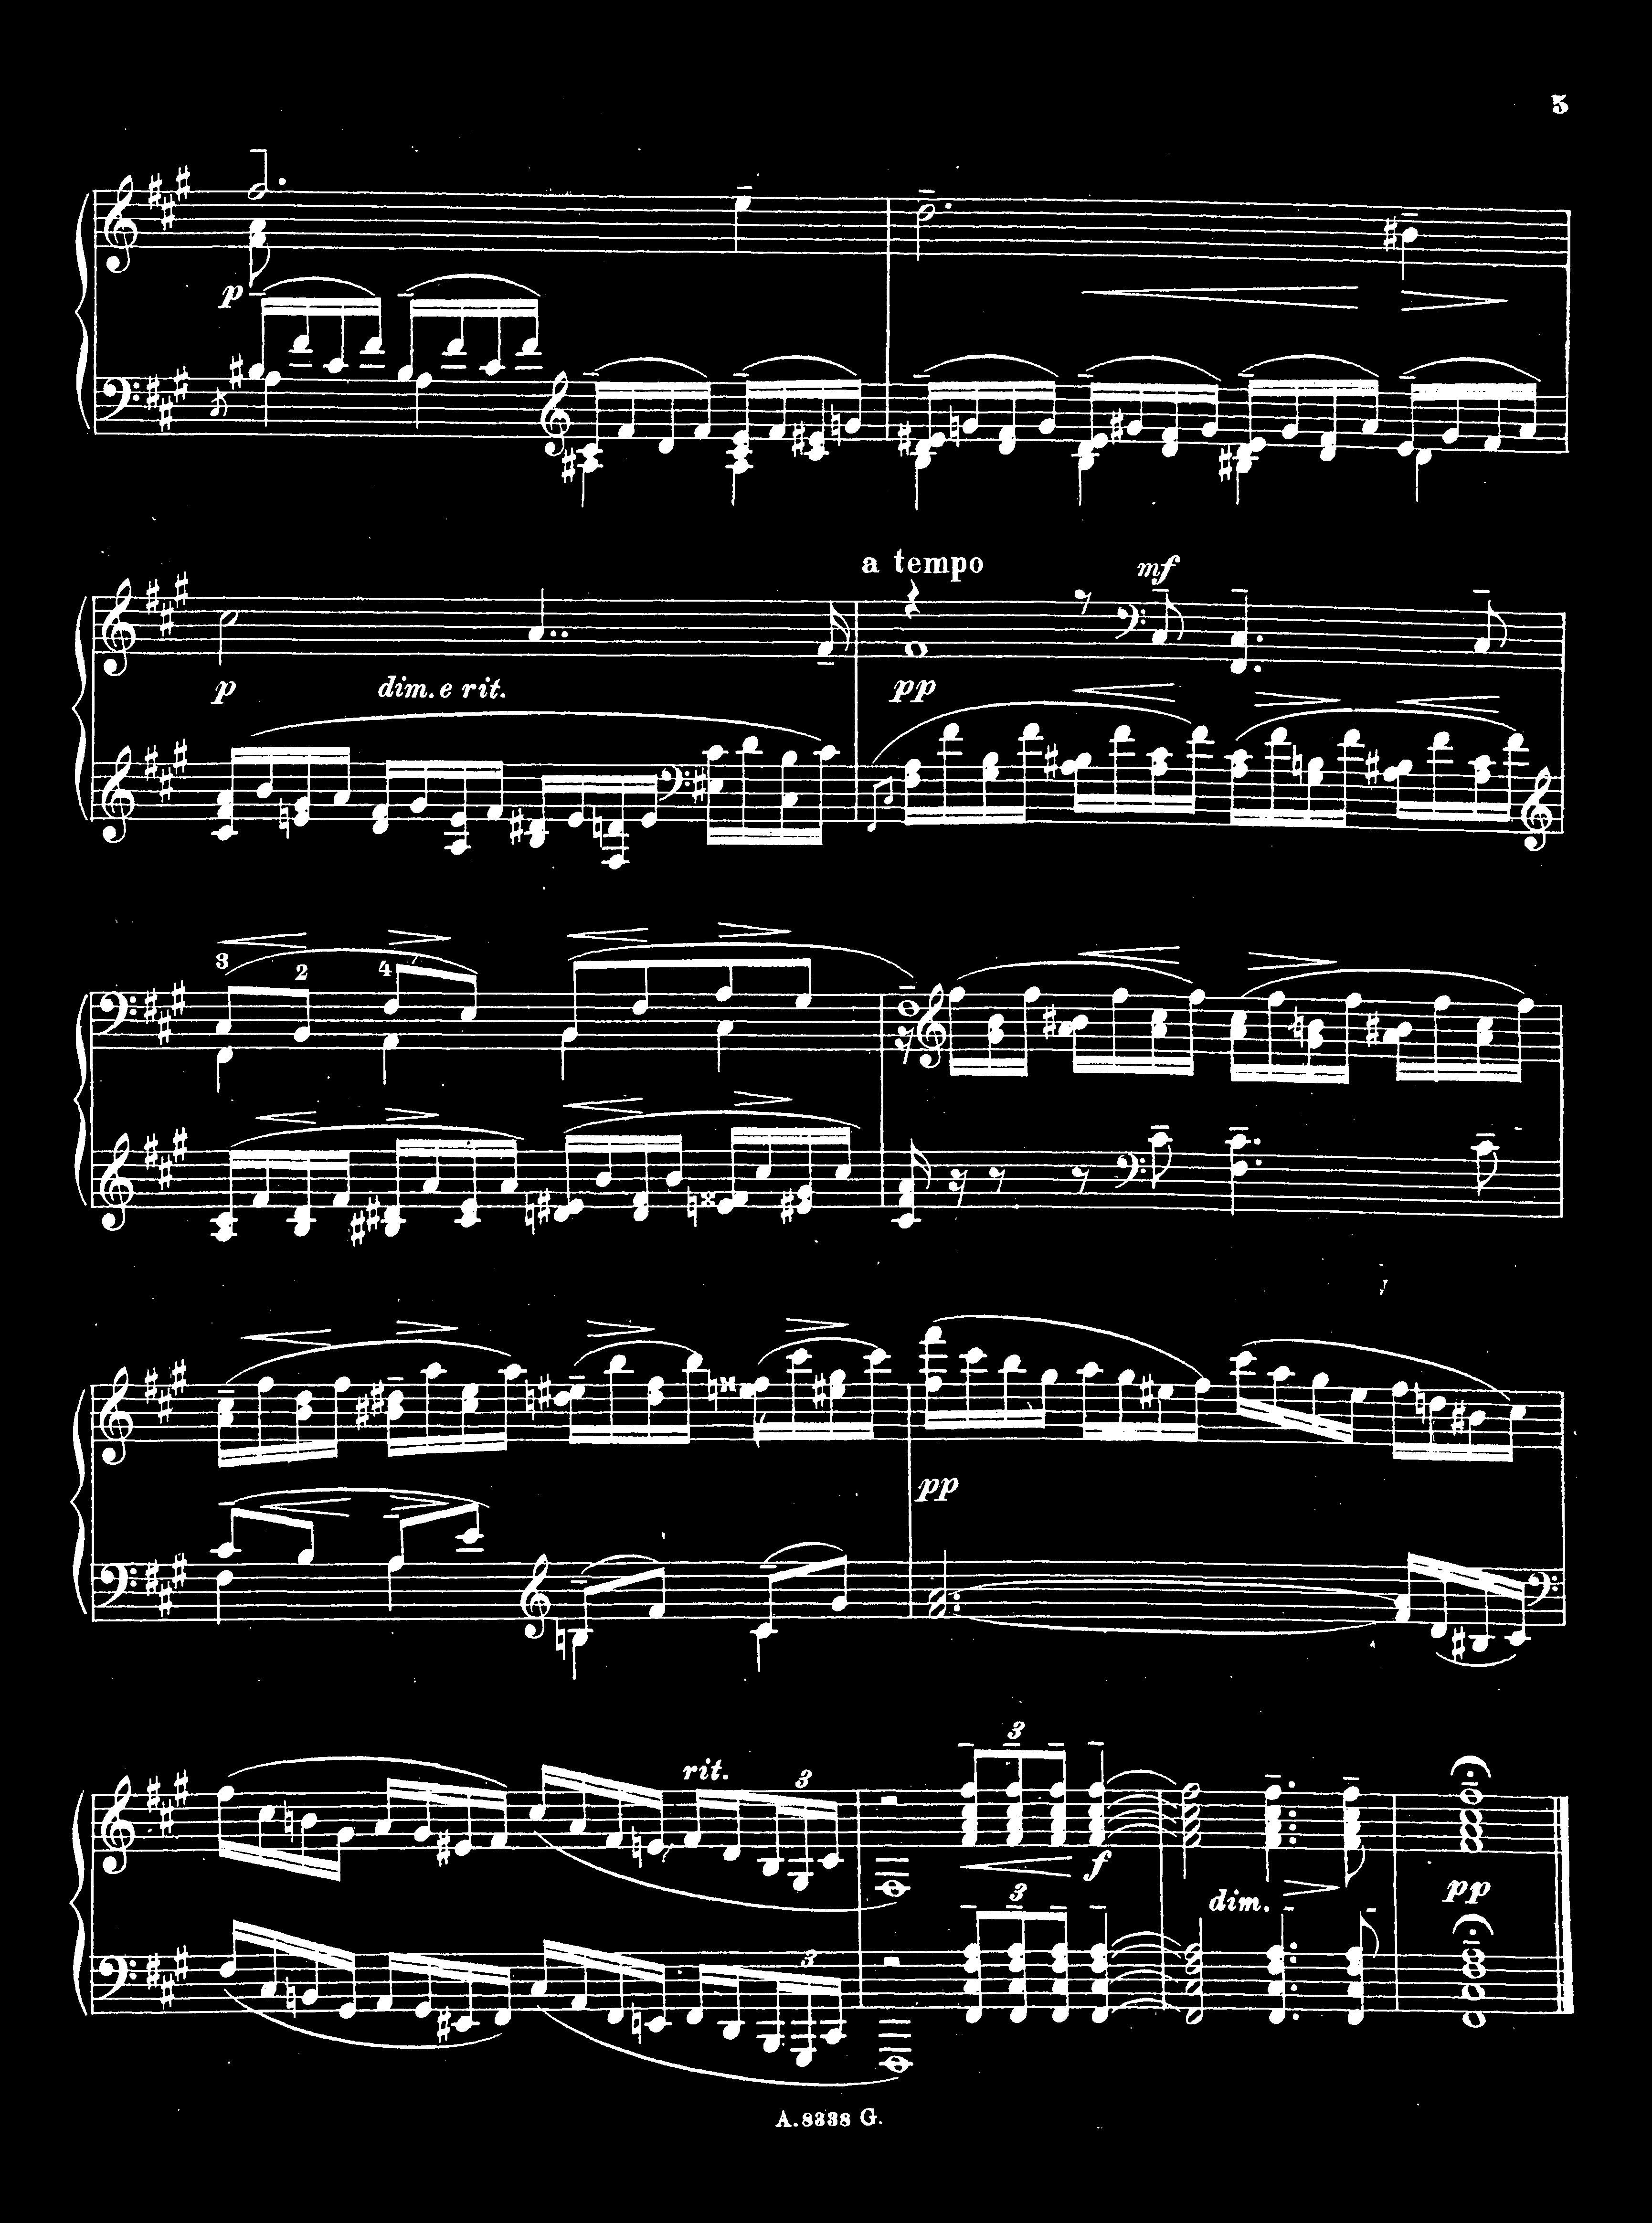 5
p
a tempo
mf
p dim. e rit.
pp
3 2 4
pp
rit.
3
3
f
3
dim.
pp
3
A. 8338 G.